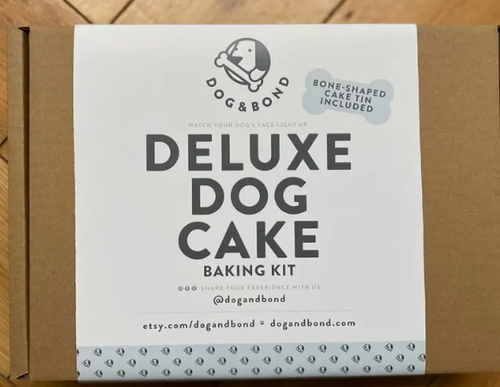 DOG & BOND
BONE-SHAPED
CAKE TIN
INCLUDED
WATCH YOUR DOG'S FACE LIGHT UP
DELUXE
DOG
CAKE
BAKING KIT
SHARE YOUR EXPERIENCE WITH US
@dogandbond
etsy.com/dogandbond dogandbond.com